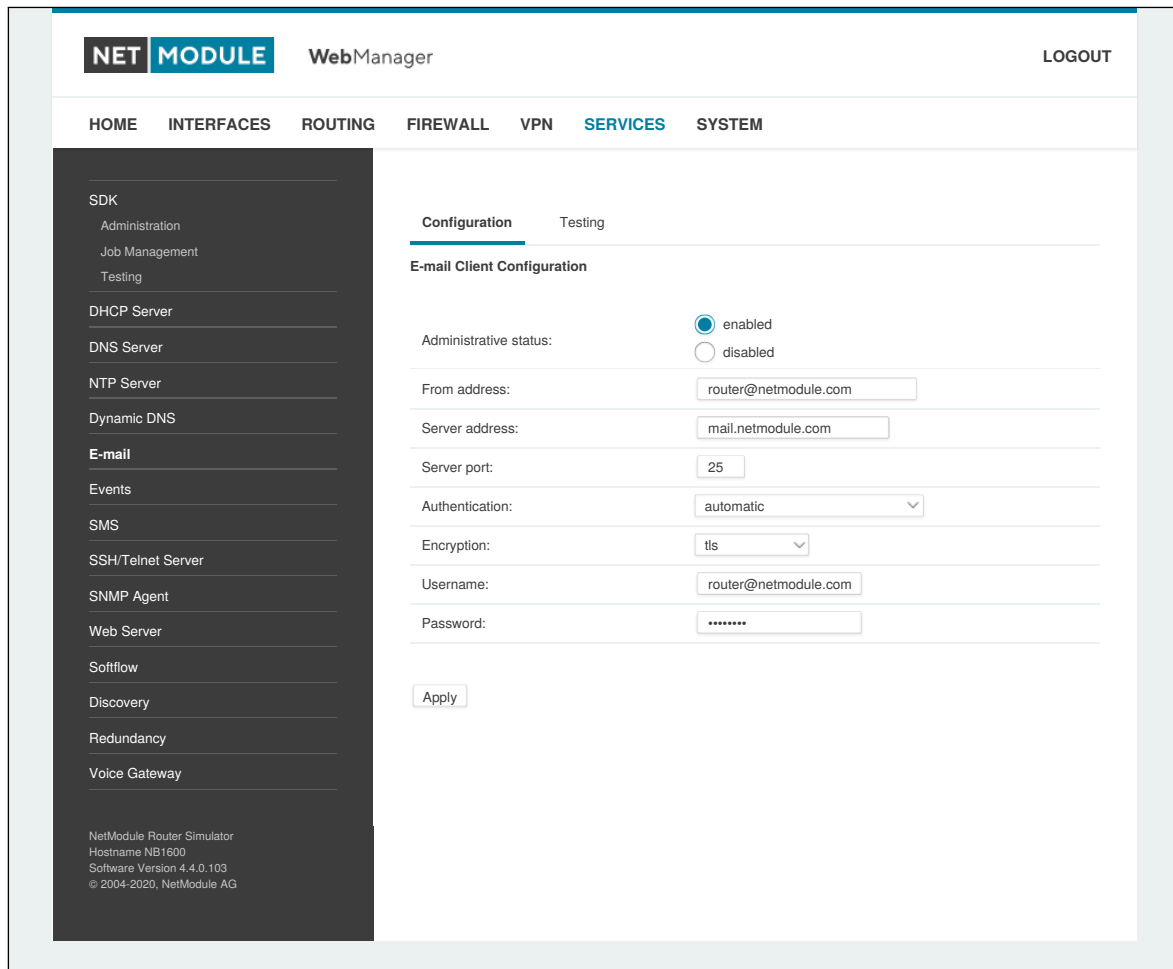 NET MODULE WebManager LOGOUT
HOME INTERFACES ROUTING FIREWALL VPN SERVICES SYSTEM
SDK
Administration
Job Management
Testing
DHCP Server
DNS Server
NTP Server
Dynamic DNS
E-mail
Events
SMS
SSH/Telnet Server
SNMP Agent
Web Server
Softflow
Discovery
Redundancy
Voice Gateway
NetModule Router Simulator
Hostname NB1600
Software Version 4.4.0.103
© 2004-2020, NetModule AG
Configuration Testing
E-mail Client Configuration
Administrative status:
enabled
disabled
From address: router@netmodule.com
Server address: mail.netmodule.com
Server port: 25
Authentication: automatic
Encryption: tls
Username: router@netmodule.com
Password: ••••••••
Apply